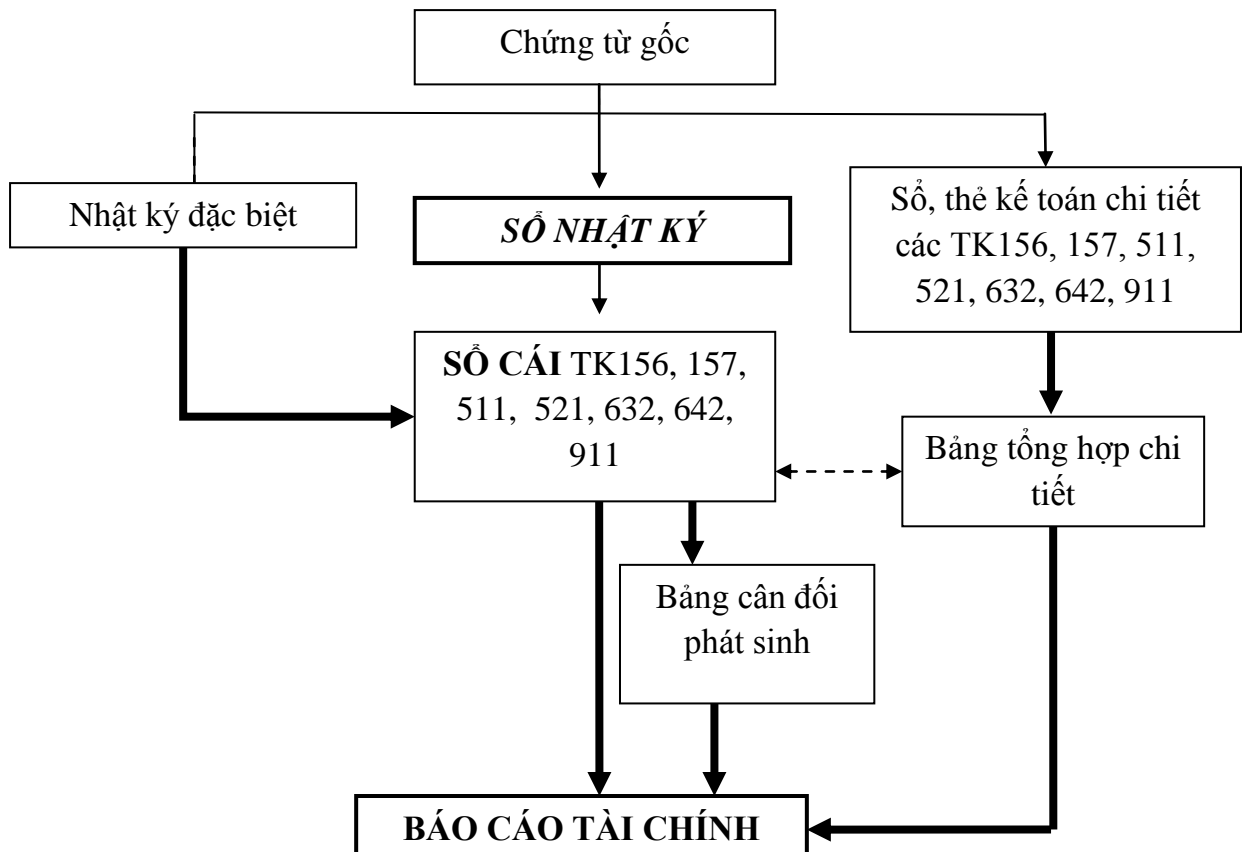 Chứng từ gốc
Nhật ký đặc biệt
SỔ NHẬT KÝ
Sổ, thẻ kế toán chi tiết
các TK156, 157, 511,
521, 632, 642, 911
SỔ CÁI TK156, 157,
511, 521, 632, 642,
911
Bảng tổng hợp chi
tiết
Bảng cân đối
phát sinh
BÁO CÁO TÀI CHÍNH